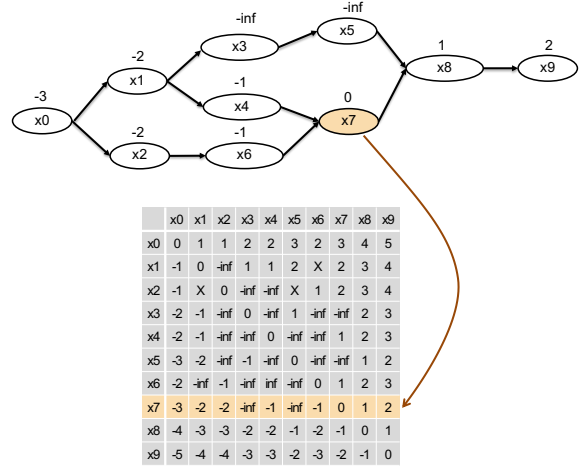 -inf -inf
x3 x5
-2 1 2
x1 -1 x8 x9
-3 x4 0
x0 -2 -1 x7
x2 x6
x0 x1 x2 x3 x4 x5 x6 x7 x8 x9
x0 0 1 1 2 2 3 2 3 4 5
x1 -1 0 -inf 1 1 2 X 2 3 4
x2 -1 X 0 -inf -inf X 1 2 3 4
x3 -2 -1 -inf 0 -inf 1 -inf -inf 2 3
x4 -2 -1 -inf -inf 0 -inf -inf 1 2 3
x5 -3 -2 -inf -1 -inf 0 -inf -inf 1 2
x6 -2 -inf -1 -inf inf -inf 0 1 2 3
x7 -3 -2 -2 -inf -1 -inf -1 0 1 2
x8 -4 -3 -3 -2 -2 -1 -2 -1 0 1
x9 -5 -4 -4 -3 -3 -2 -3 -2 -1 0